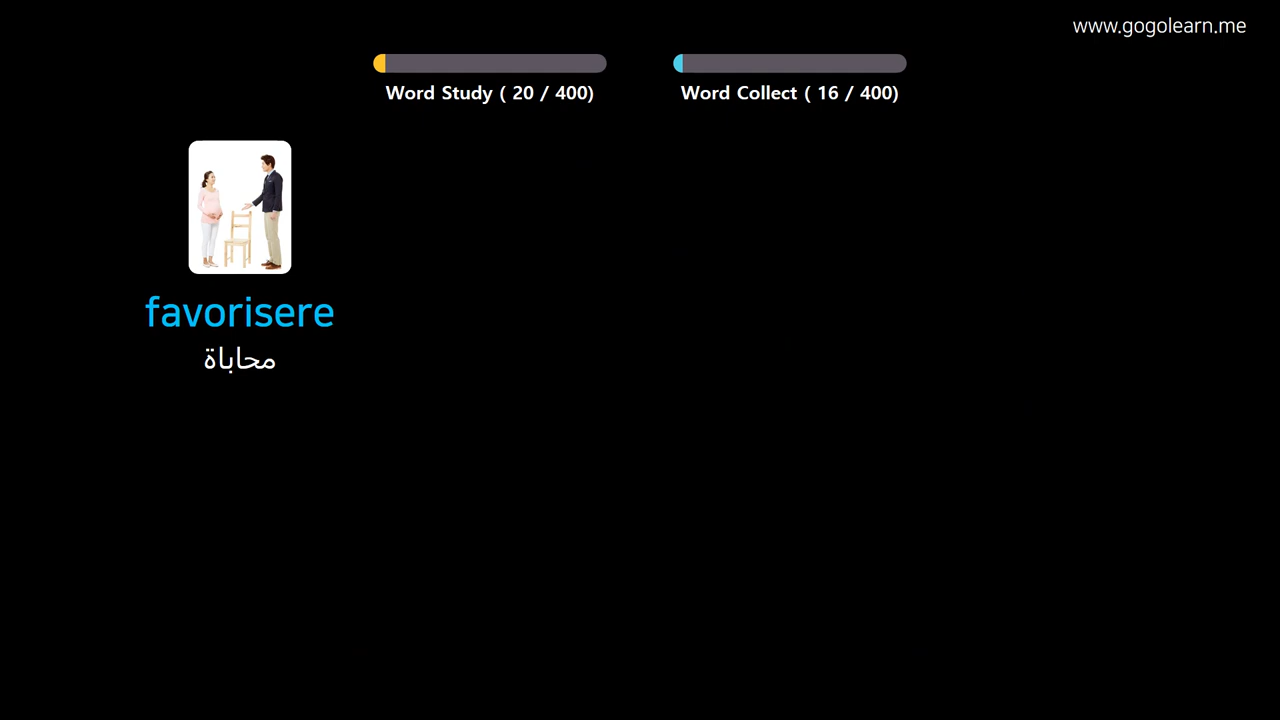 www.gogolearn.me
Word Study ( 20 / 400)
Word Collect ( 16 / 400)
favorisere
محاباة